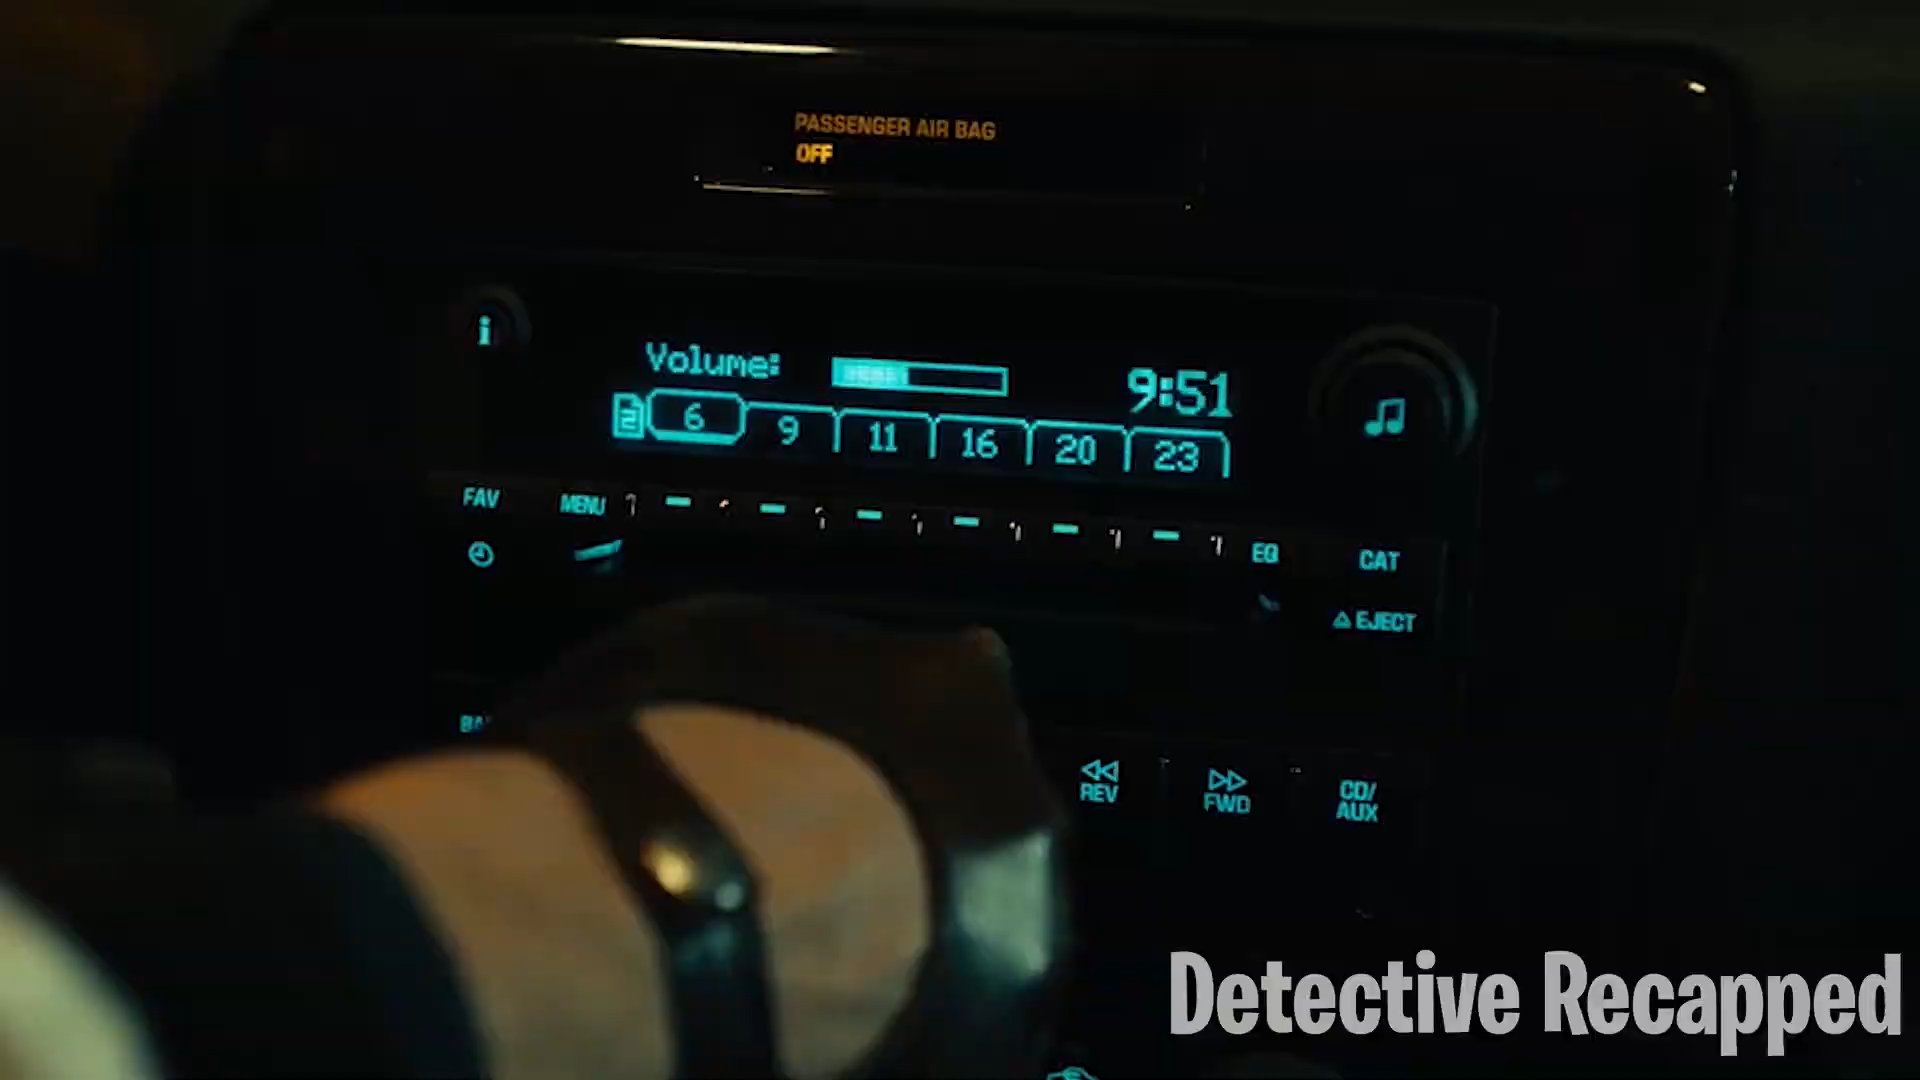 PASSENGER AIR BAG
OFF
i
Volume: 9:51
6 9 11 16 20 23
FAV MENU EQ CAT
EJECT
REV FWD CD/
AUX
Detective Recapped